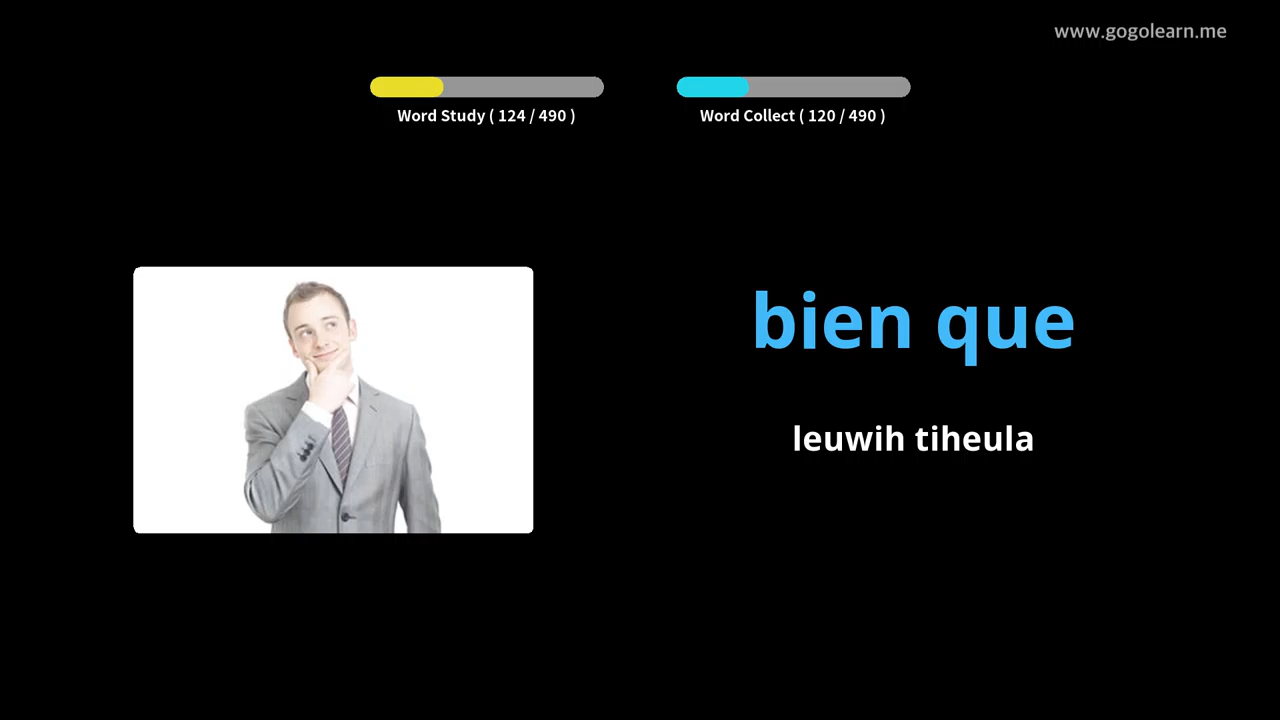 www.gogolearn.me
Word Study ( 124 / 490 )
Word Collect ( 120 / 490 )
bien que
leuwih tiheula